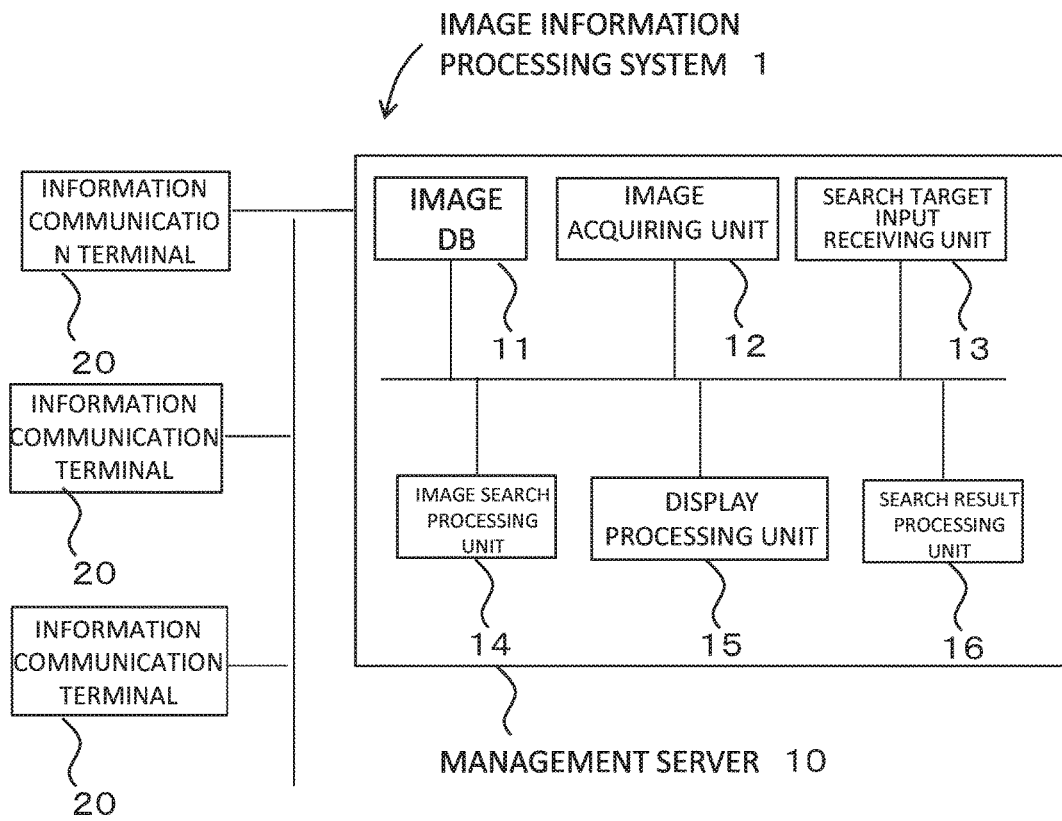 IMAGE INFORMATION
PROCESSING SYSTEM 1
INFORMATION
COMMUNICATIO
N TERMINAL
20
INFORMATION
COMMUNICATION
TERMINAL
20
INFORMATION
COMMUNICATION
TERMINAL
20
IMAGE
DB
11
IMAGE
ACQUIRING UNIT
12
SEARCH TARGET
INPUT
RECEIVING UNIT
13
IMAGE SEARCH
PROCESSING
UNIT
14
DISPLAY
PROCESSING UNIT
15
SEARCH RESULT
PROCESSING
UNIT
16
MANAGEMENT SERVER 10